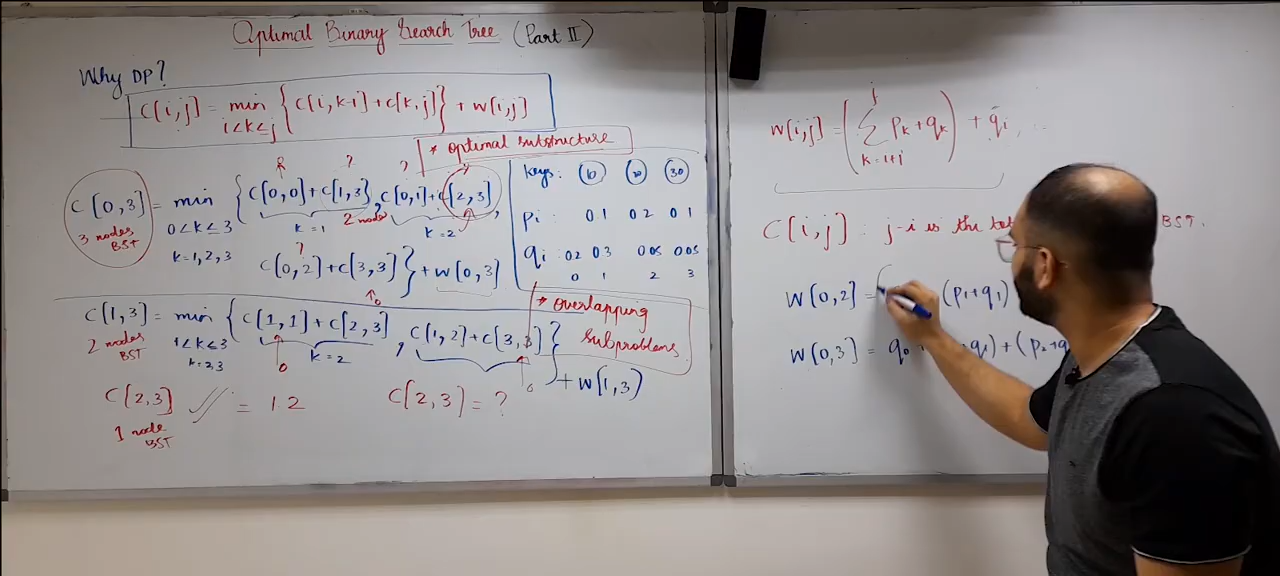 Optimal Binary Search Tree (Part II)
Why DP?
C[i,j] = min {C[i,k-1]+C[k,j]} + w[i,j]
i<k≤j
* optimal substructure
C[0,3] = min {C[0,0]+C[1,3], C[0,1]+C[2,3],
3 nodes BST
0<k≤3
k=1,2,3
? ?
2 nodes
k=1
k=2
?
C[0,2]+C[3,3]} + w[0,3]
0
keys: 10 20 30
pi: 0.1 0.2 0.1
qi: 0.2 0.3 0.05 0.05
0 1 2 3
C[1,3] = min {C[1,1]+C[2,3], C[1,2]+C[3,3]} + w[1,3]
2 nodes BST
1<k≤3
k=2,3
k=2
0
* overlapping subproblems
C[2,3] = 12
1 node BST
C[2,3] = ?
w[i,j] = (∑ pk+qk) + qi
j
k=i+1
C[i,j]: j-i is the BST.
w[0,2] = (p1+q1)
w[0,3] = q0 + (p2+